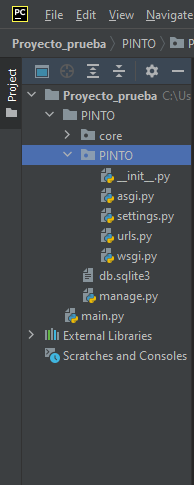 PC File Edit View Navigate
Proyecto_prueba PINTO P
Project
Proyecto_prueba C:\Us
PINTO
core
PINTO
__init__.py
asgi.py
settings.py
urls.py
wsgi.py
db.sqlite3
manage.py
main.py
External Libraries
Scratches and Consoles